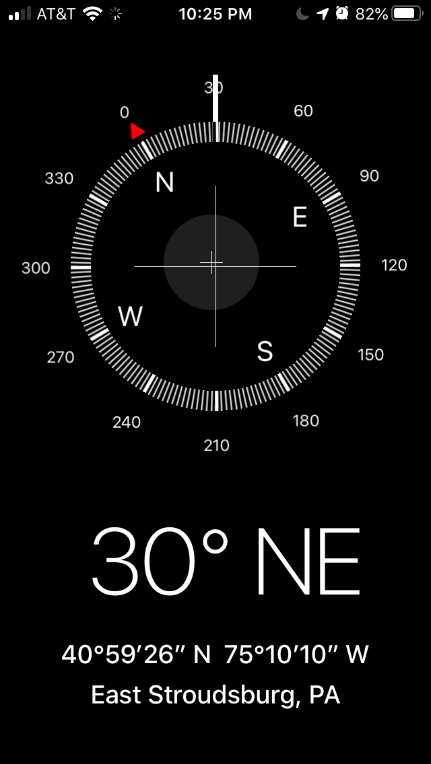 AT&T 10:25 PM 82%
30
0 60
330 N 90
E
300 120
W
270 S 150
240 180
210
30° NE
40°59′26″ N 75°10′10″ W
East Stroudsburg, PA